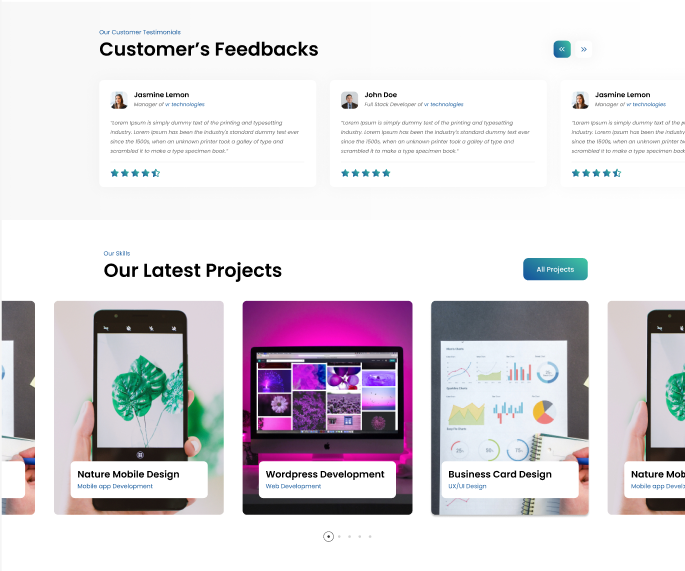 Our Customer Testimonials
Customer's Feedbacks
Jasmine Lemon
Manager of vr technologies
"Lorem Ipsum is simply dummy text of the printing and typesetting
industry. Lorem Ipsum has been the industry's standard dummy text ever
since the 1500s, when an unknown printer took a galley of type and
scrambled it to make a type specimen book."
John Doe
Full Stack Developer of vr technologies
"Lorem Ipsum is simply dummy text of the printing and typesetting
industry. Lorem Ipsum has been the industry's standard dummy text ever
since the 1500s, when an unknown printer took a galley of type and
scrambled it to make a type specimen book."
Jasmine Lemon
Manager of vr technologies
"Lorem Ipsum is simply dummy text of the p
industry. Lorem Ipsum has been the industr
since the 1500s, when an unknown printer
scrambled it to make a type specimen book
Our Skills
Our Latest Projects
All Projects
Nature Mobile Design
Mobile app Development
Wordpress Development
Web Development
Business Card Design
UX/UI Design
Nature Mob
Mobile app Devel